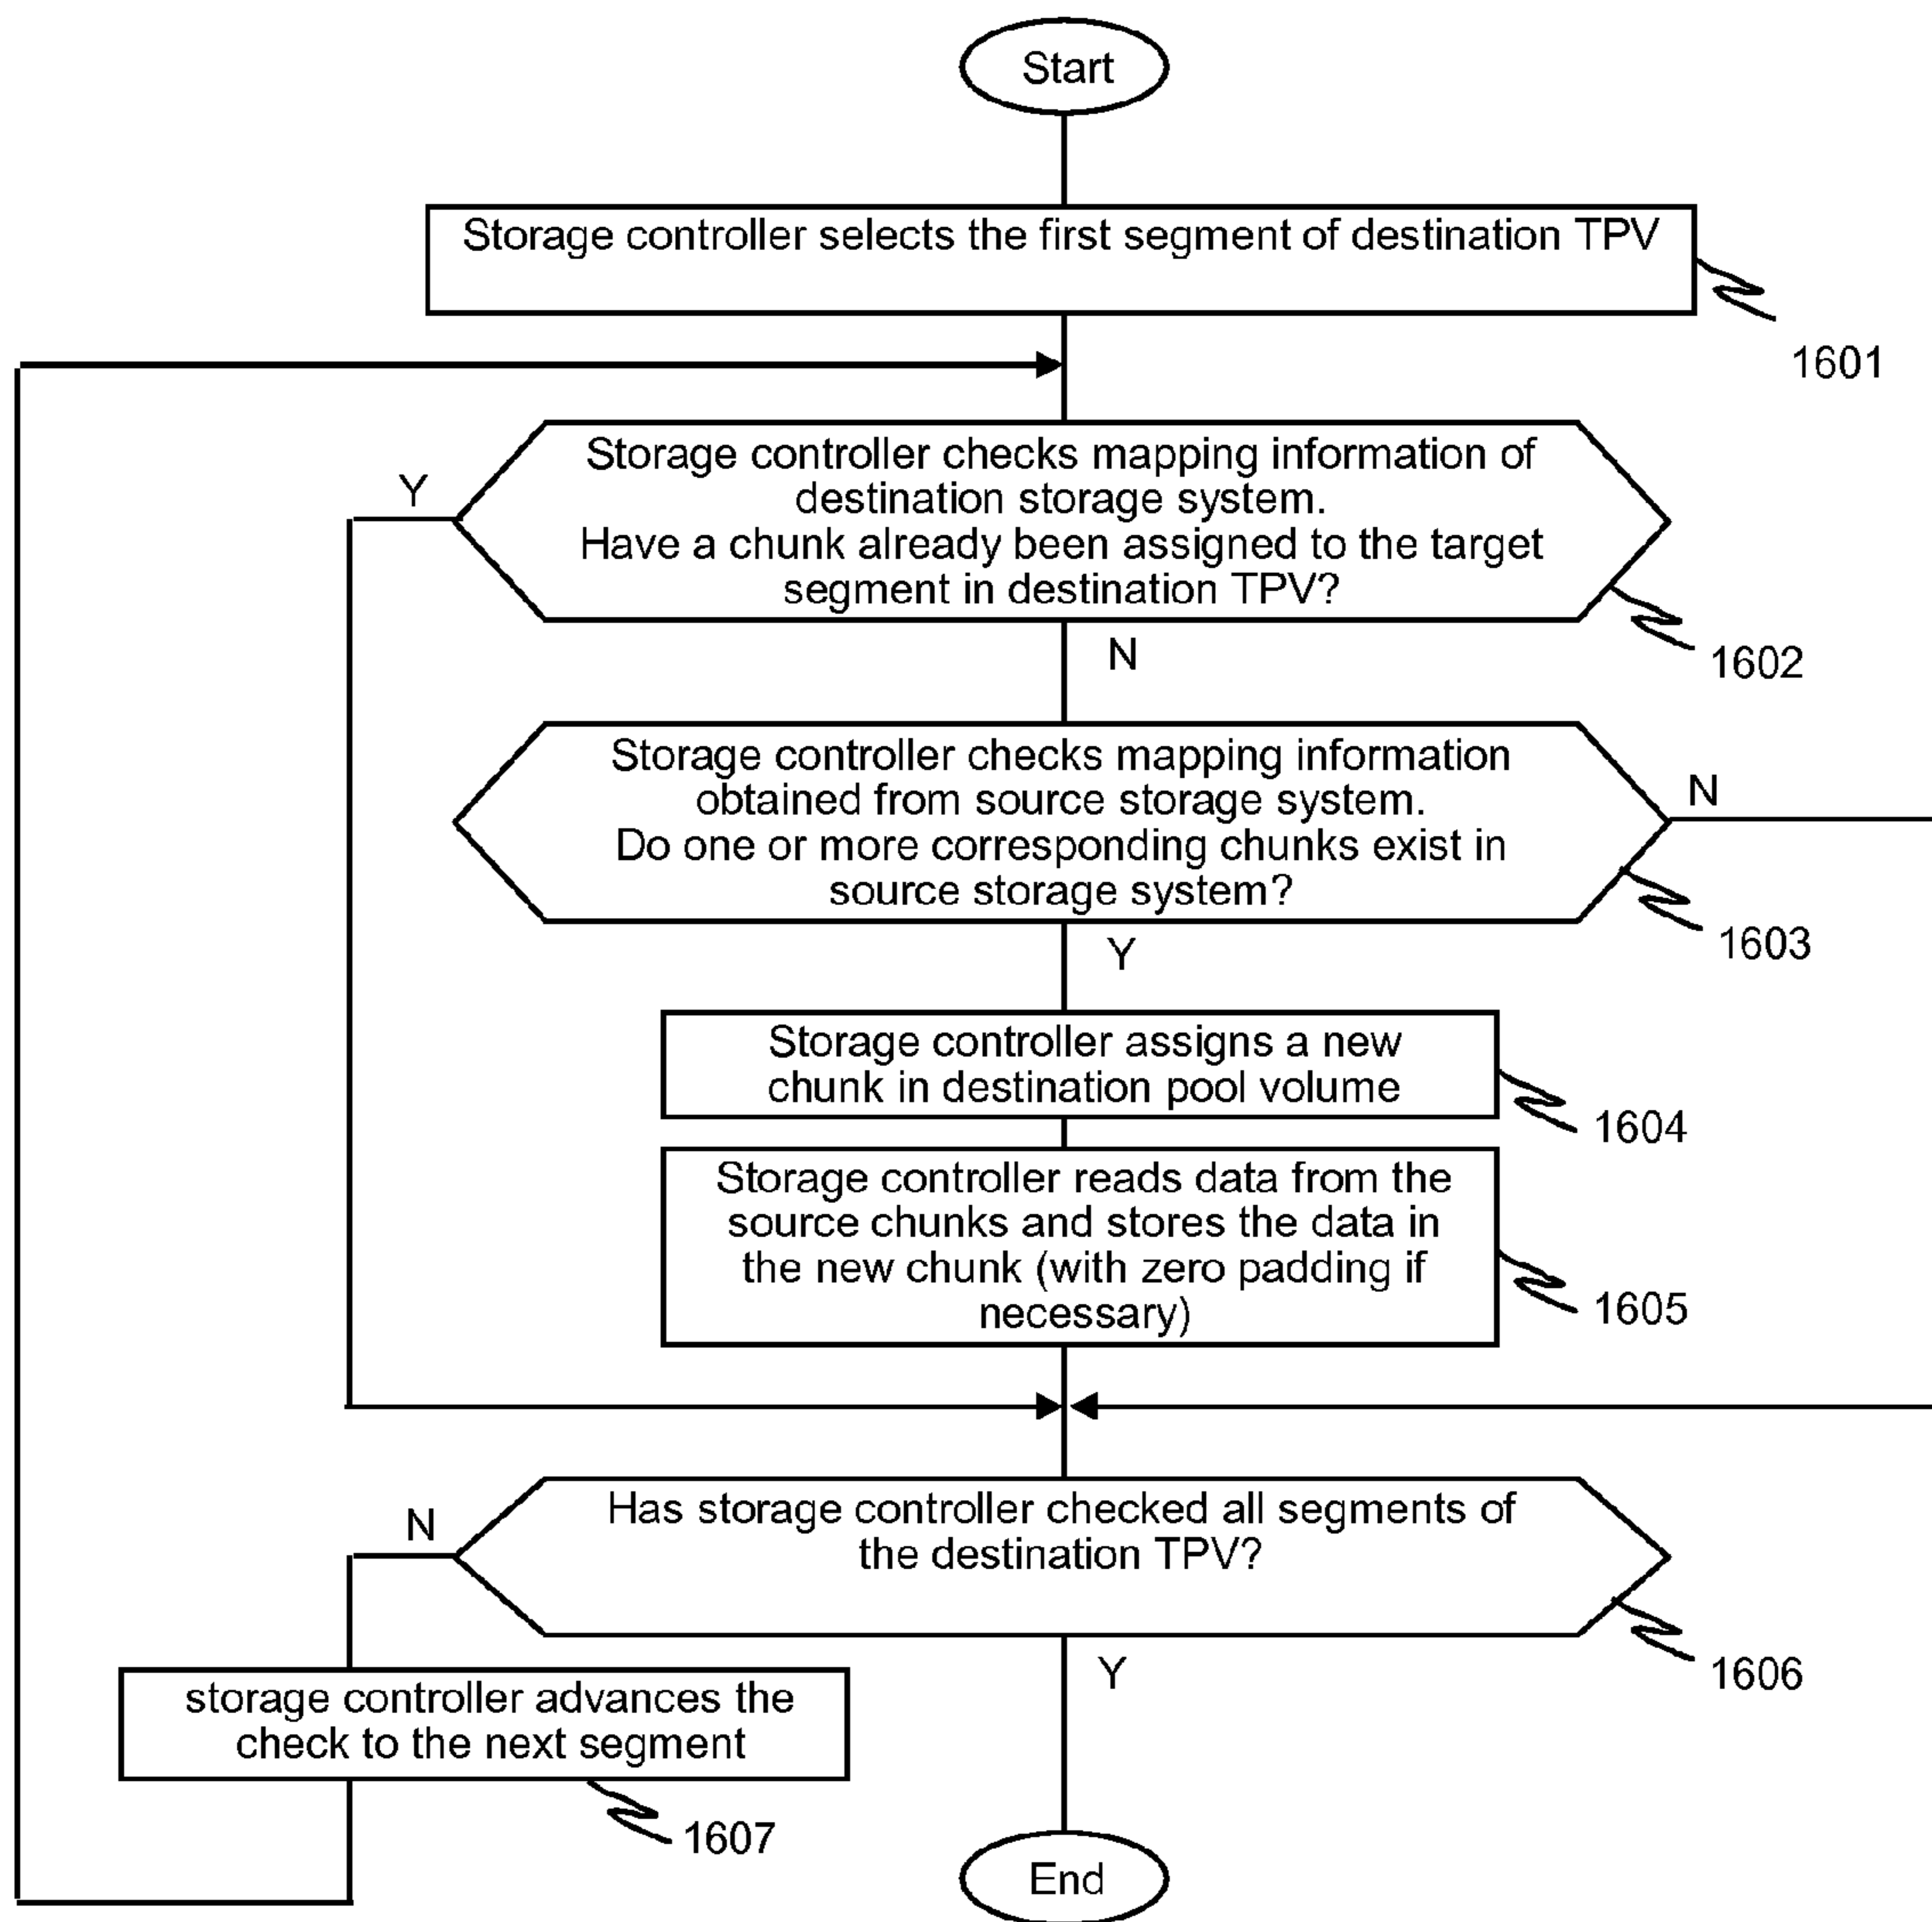 Start
Storage controller selects the first segment of destination TPV
1601
Storage controller checks mapping information of
destination storage system.
Have a chunk already been assigned to the target
segment in destination TPV?
Y
1602
N
Storage controller checks mapping information
obtained from source storage system.
Do one or more corresponding chunks exist in
source storage system?
N
1603
Y
Storage controller assigns a new
chunk in destination pool volume
1604
Storage controller reads data from the
source chunks and stores the data in
the new chunk (with zero padding if
necessary)
1605
Has storage controller checked all segments of
the destination TPV?
N
1606
Y
storage controller advances the
check to the next segment
1607
End